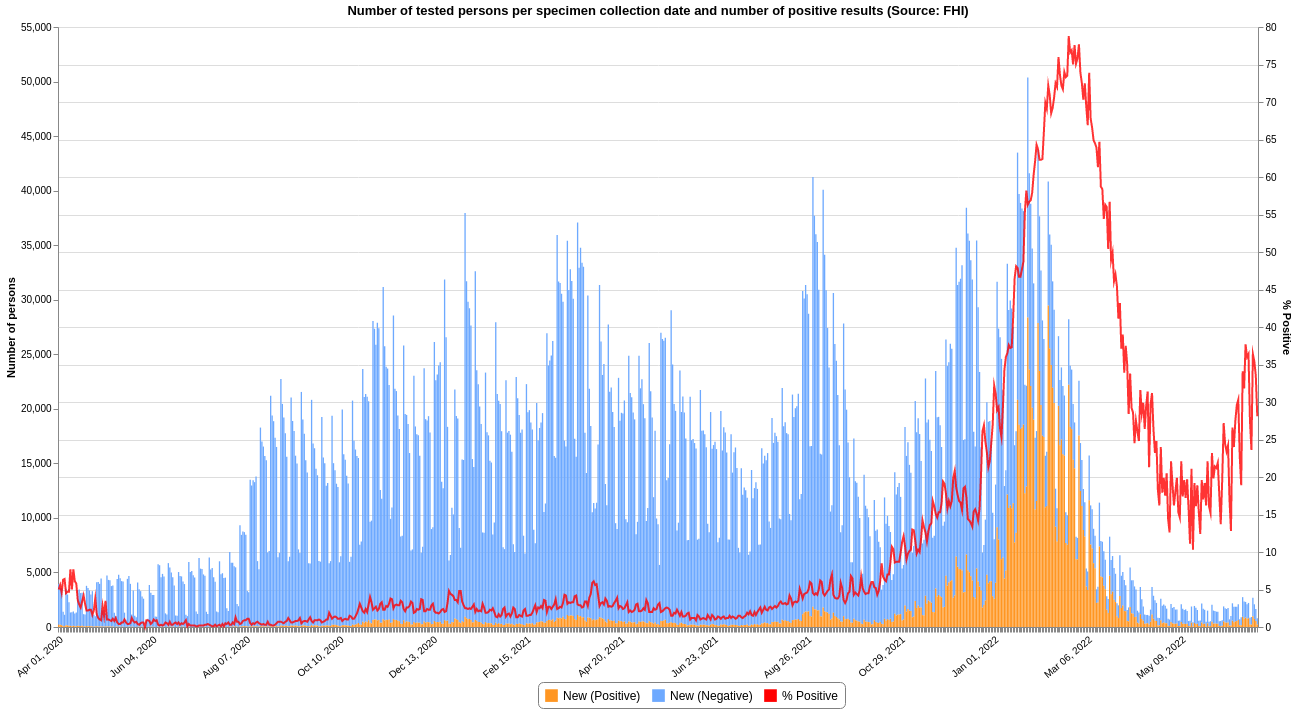 Number of tested persons per specimen collection date and number of positive results (Source: FHI)
55,000
50,000
45,000
40,000
35,000
30,000
25,000
20,000
15,000
10,000
5,000
0
Number of persons
80
75
70
65
60
55
50
45
40
35
30
25
20
15
10
5
0
% Positive
Apr 01, 2020
Jun 04, 2020
Aug 07, 2020
Oct 10, 2020
Dec 13, 2020
Feb 15, 2021
Apr 20, 2021
Jun 23, 2021
Aug 26, 2021
Oct 29, 2021
Jan 01, 2022
Mar 06, 2022
May 09, 2022
New (Positive)
New (Negative)
% Positive